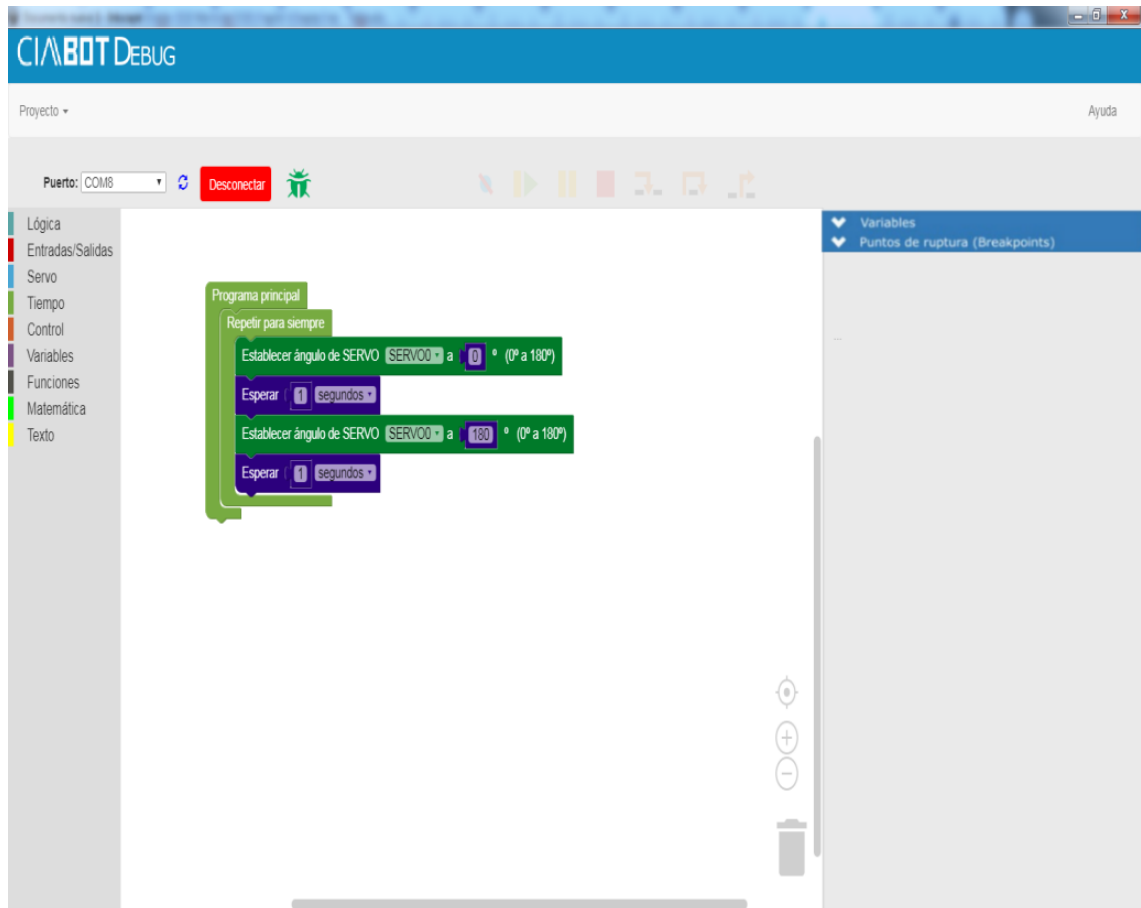 CIAABOT DEBUG
Proyecto Ayuda
Puerto: COM8 Desconectar
Lógica
Entradas/Salidas
Servo
Tiempo
Control
Variables
Funciones
Matemática
Texto
Programa principal
Repetir para siempre
Establecer ángulo de SERVO SERVO0 a 0 º (0º a 180º)
Esperar 1 segundos
Establecer ángulo de SERVO SERVO0 a 180 º (0º a 180º)
Esperar 1 segundos
Variables
Puntos de ruptura (Breakpoints)
...